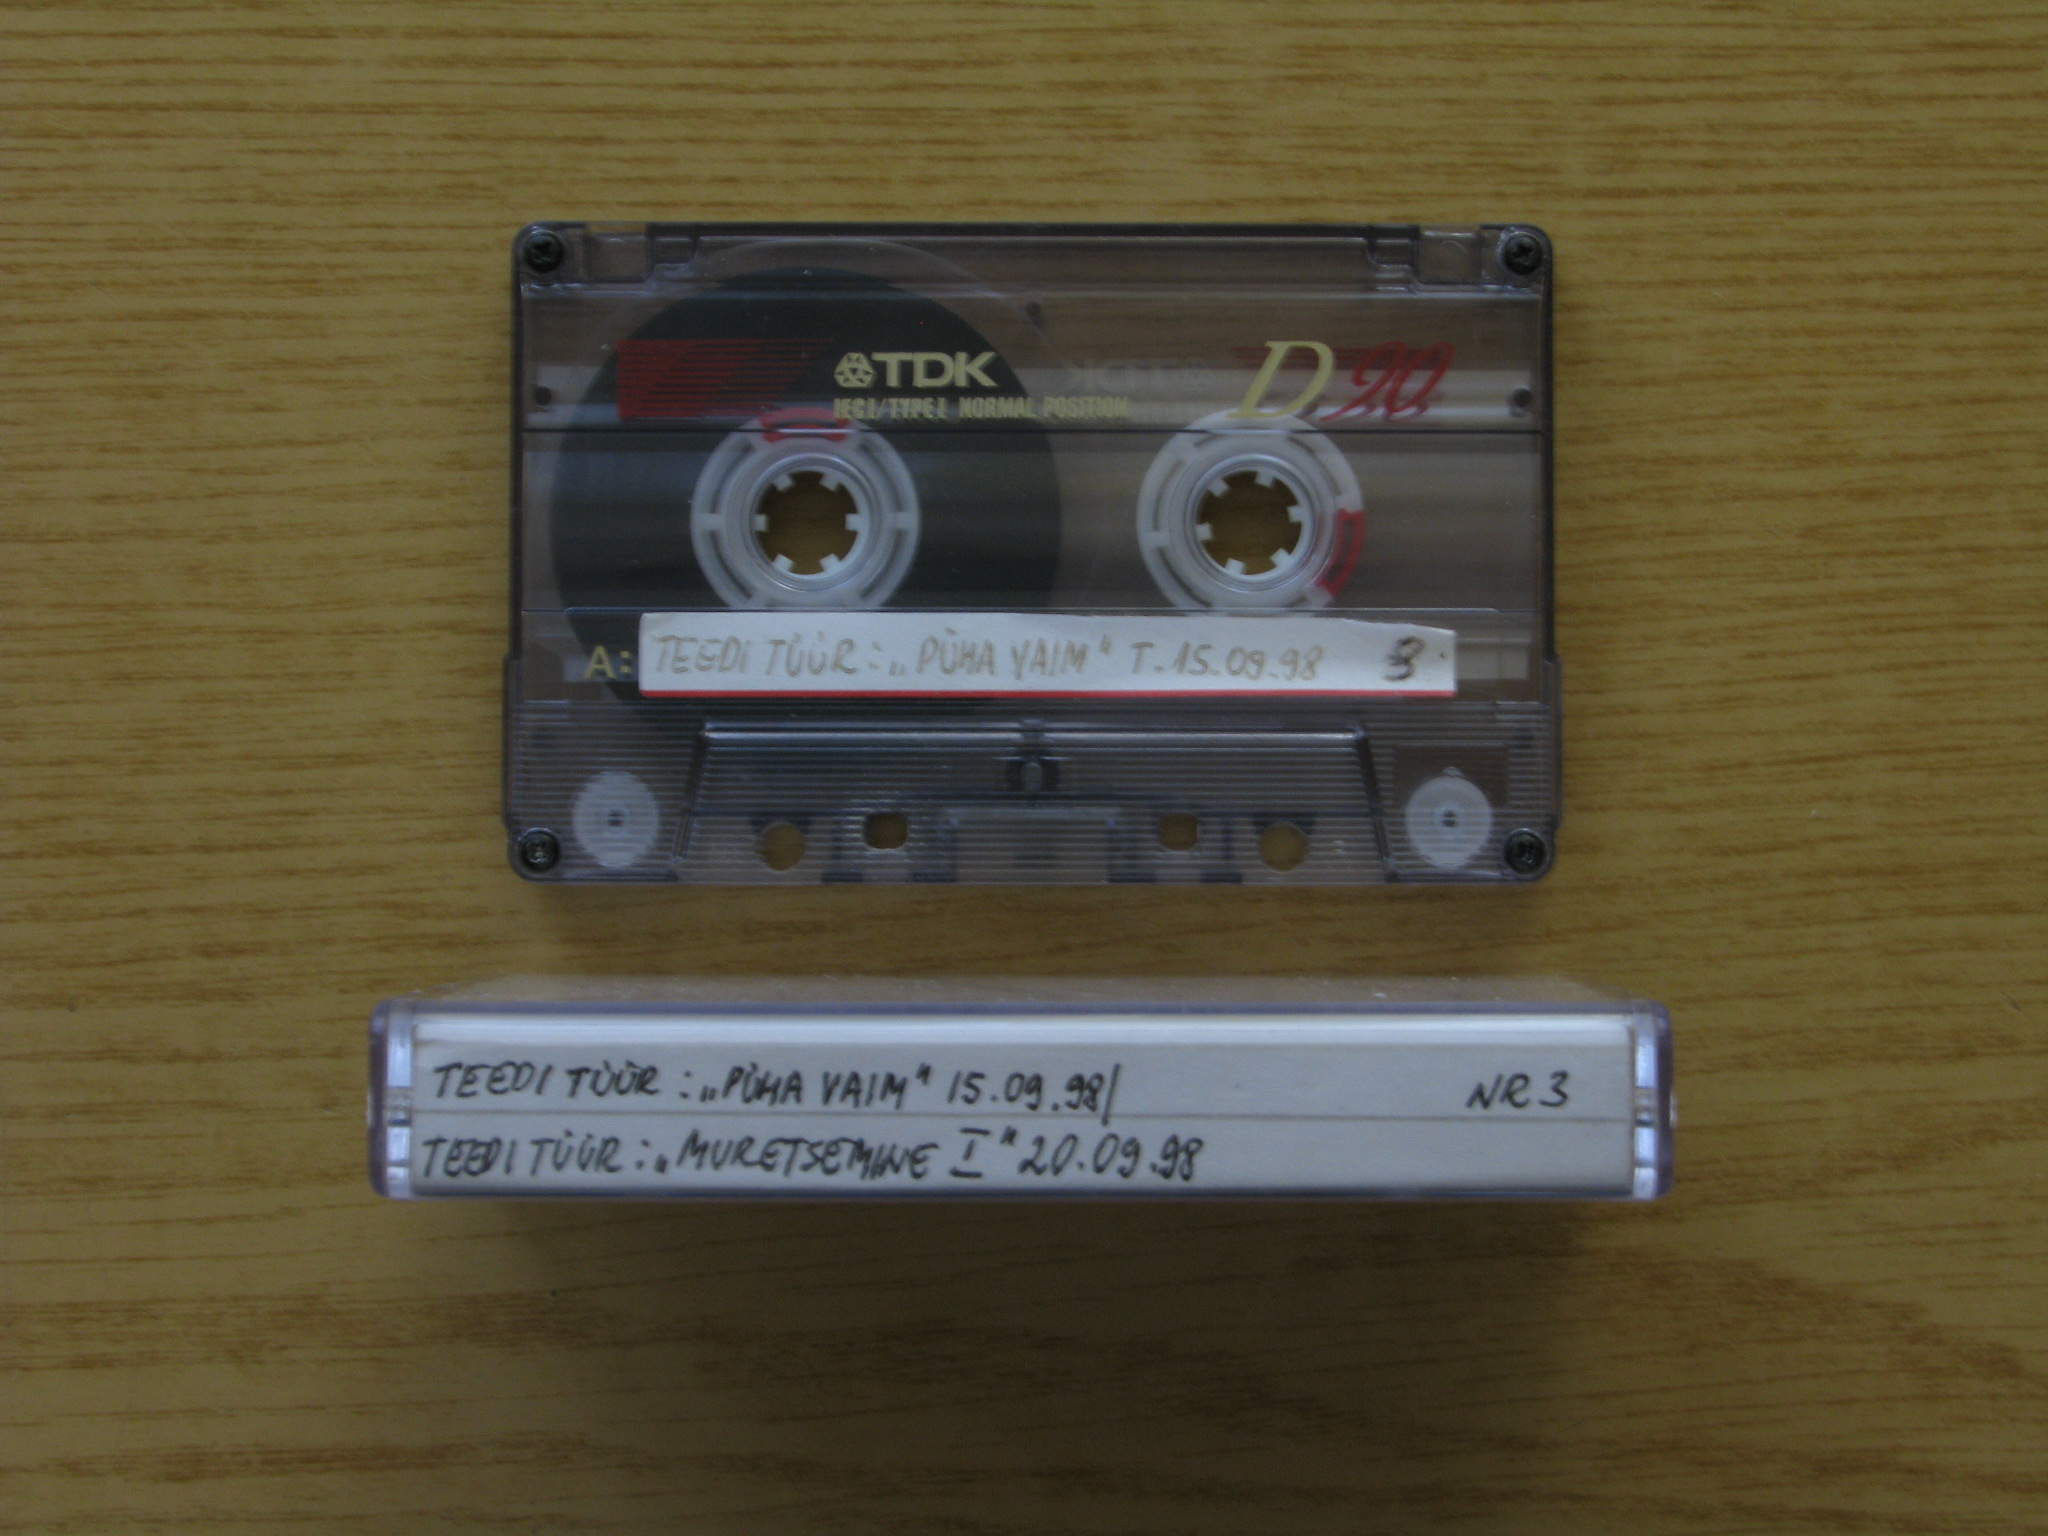 TDK
D90
IEC I/TYPE I NORMAL POSITION
A: TEEDI TÜÜR: „PÜHA VAIM" T. 15.09.98 3
TEEDI TÜÜR: „PÜHA VAIM" 15.09.98/ NR 3
TEEDI TÜÜR: „MURETSEMINE I" 20.09.98